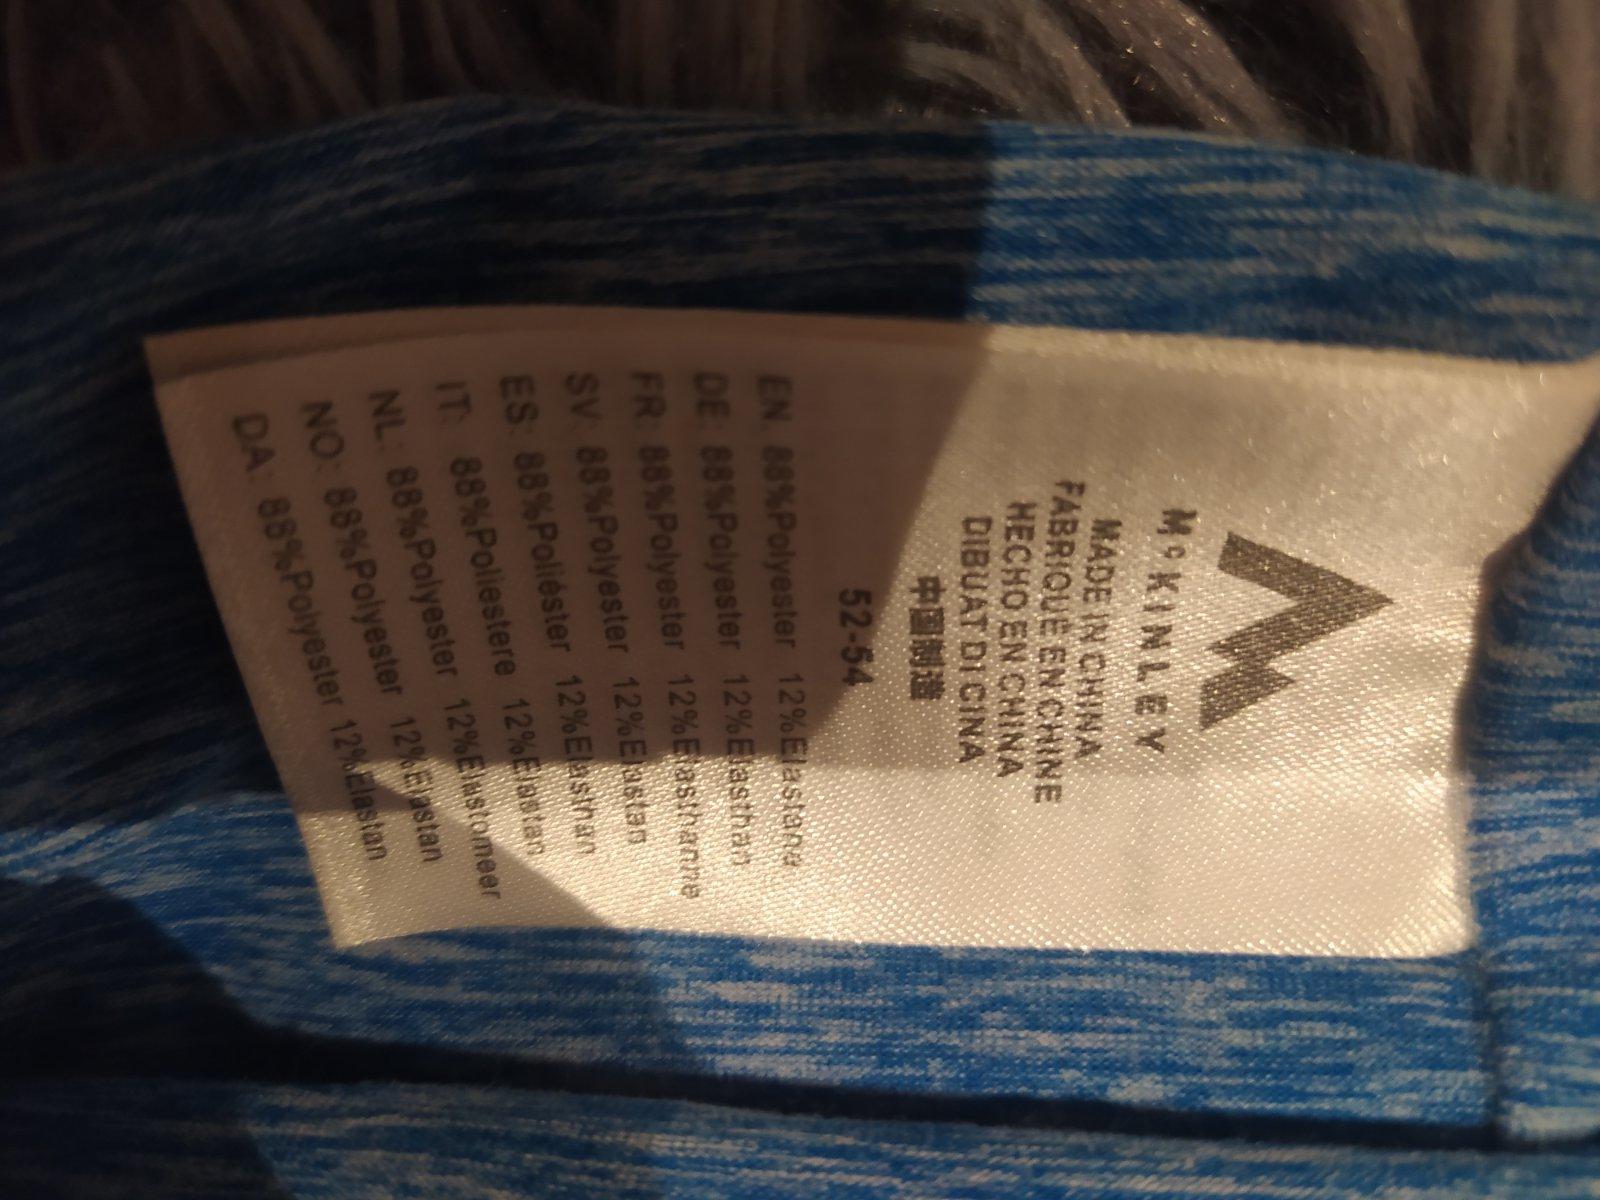 McKINLEY
MADE IN CHINA
FABRIQUÉ EN CHINE
HECHO EN CHINA
DIBUAT DI CINA
中国制造
52-54
EN: 88%Polyester 12%Elastane
DE: 88%Polyester 12%Elasthan
FR: 88%Polyester 12%Elasthanne
SV: 88%Polyester 12%Elastan
ES: 88%Poliéster 12%Elasthan
IT: 88%Poliestere 12%Elastan
NL: 88%Polyester 12%Elastomeer
NO: 88%Polyester 12%Elastan
DA: 88%Polyester 12%Elastan